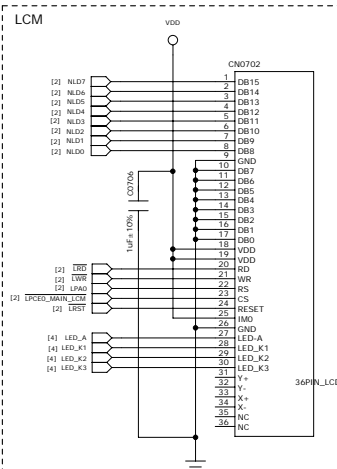 LCM
VDD
CN0702
[2] NLD7 1 DB15
[2] NLD6 2 DB14
[2] NLD5 3 DB13
[2] NLD4 4 DB12
[2] NLD3 5 DB11
[2] NLD2 6 DB10
[2] NLD1 7 DB9
[2] NLD0 8 DB8
9 GND
10 DB7
11 DB6
12 DB5
13 DB4
14 DB3
15 DB2
16 DB1
17 DB0
18 VDD
19 VDD
C0706
1uF±10%
[2] LRD 20 RD
[2] LWR 21 WR
[2] LPA0 22 RS
[2] LPCE0_MAIN_LCM 23 CS
[2] LRST 24 RESET
25 IM0
26 GND
[4] LED_A 27 LED-A
[4] LED_K1 28 LED_K1
[4] LED_K2 29 LED_K2
[4] LED_K3 30 LED_K3
31 Y+
32 Y-
33 X+
34 X-
35 NC
36 NC
36PIN_LCD